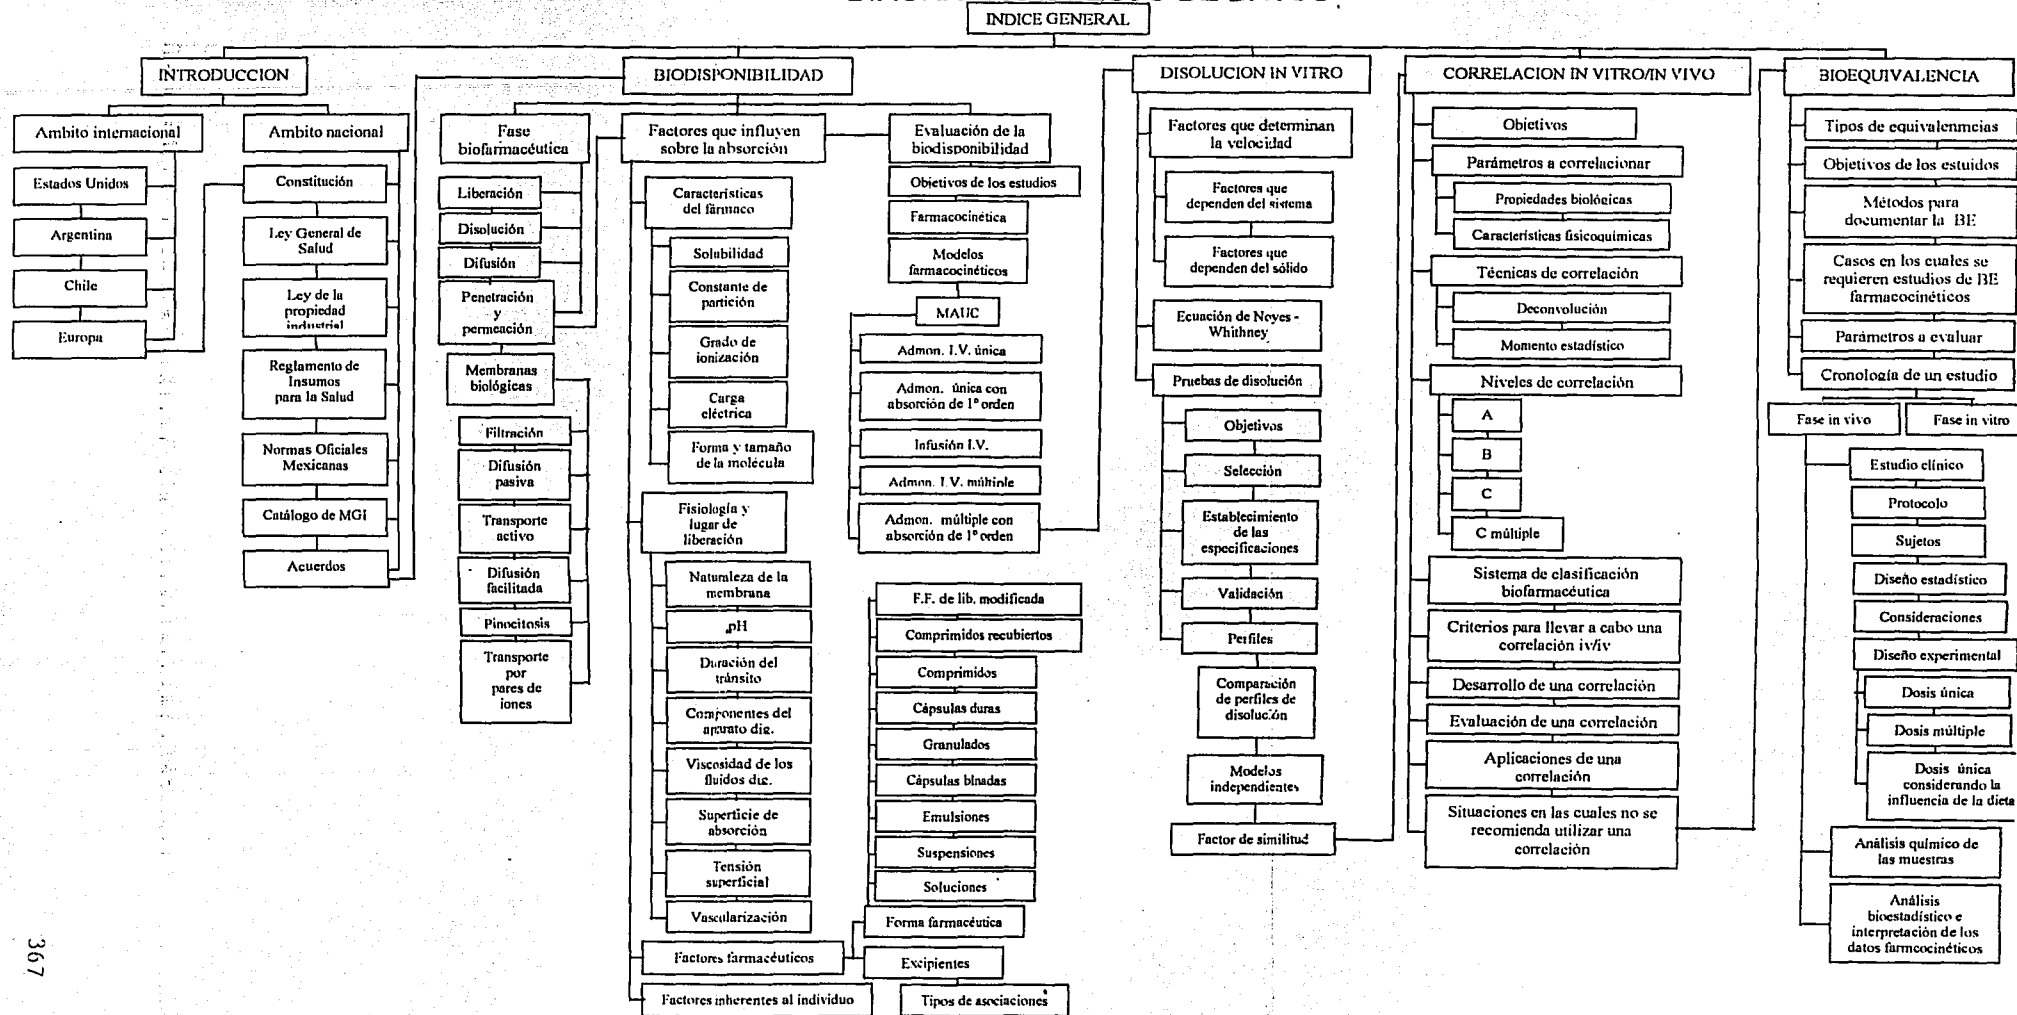 INDICE GENERAL
INTRODUCCION
Ambito internacional
Estados Unidos
Argentina
Chile
Europa
Ambito nacional
Constitución
Ley General de
Salud
Ley de la
propiedad
industrial
Reglamento de
Insumos
para la Salud
Normas Oficiales
Mexicanas
Catálogo de MGI
Acuerdos
BIODISPONIBILIDAD
Fase
biofarmacéutica
Liberación
Disolución
Difusión
Penetración
y
permeación
Membranas
biológicas
Filtración
Difusión
pasiva
Transporte
activo
Difusión
facilitada
Pinocitosis
Transporte
por
pares de
iones
Factores que influyen
sobre la absorción
Características
del fármaco
Solubilidad
Constante de
partición
Grado de
ionización
Carga
eléctrica
Forma y tamaño
de la molécula
Fisiología y
lugar de
liberación
Naturaleza de la
membrana
pH
Duración del
tránsito
Componentes del
aparato dig.
Viscosidad de los
fluidos dig.
Superficie de
absorción
Tensión
superficial
Vascularización
Factores farmacéuticos
Factores inherentes al individuo
Evaluación de la
biodisponibilidad
Objetivos de los estudios
Farmacocinética
Modelos
farmacocinéticos
MAUC
Admon. I.V. única
Admon. única con
absorción de 1° orden
Infusión I.V.
Admon. I.V. múltiple
Admon. múltiple con
absorción de 1° orden
F.F. de lib. modificada
Comprimidos recubiertos
Comprimidos
Cápsulas duras
Granulados
Cápsulas blnadas
Emulsiones
Suspensiones
Soluciones
Forma farmacéutica
Excipientes
Tipos de asociaciones
DISOLUCION IN VITRO
Factores que determinan
la velocidad
Factores que
dependen del sistema
Factores que
dependen del sólido
Ecuación de Noyes -
Whithney
Pruebas de disolución
Objetivos
Selección
Establecimiento
de las
especificaciones
Validación
Perfiles
Comparación
de perfiles de
disolución
Modelos
independientes
Factor de similitud
CORRELACION IN VITRO/IN VIVO
Objetivos
Parámetros a correlacionar
Propiedades biológicas
Características fisicoquímicas
Técnicas de correlación
Deconvolución
Momento estadístico
Niveles de correlación
A
B
C
C múltiple
Sistema de clasificación
biofarmacéutica
Criterios para llevar a cabo una
correlación iv/iv
Desarrollo de una correlación
Evaluación de una correlación
Aplicaciones de una
correlación
Situaciones en las cuales no se
recomienda utilizar una
correlación
BIOEQUIVALENCIA
Tipos de equivalenmcias
Objetivos de los estuidos
Métodos para
documentar la BE
Casos en los cuales se
requieren estudios de BE
farmacocinéticos
Parámetros a evaluar
Cronología de un estudio
Fase in vivo
Fase in vitro
Estudio clínico
Protocolo
Sujetos
Diseño estadístico
Consideraciones
Diseño experimental
Dosis única
Dosis múltiple
Dosis única
considerando la
influencia de la dieta
Análisis químico de
las muestras
Análisis
bioestadístico e
interpretación de los
datos farmcocinéticos
367